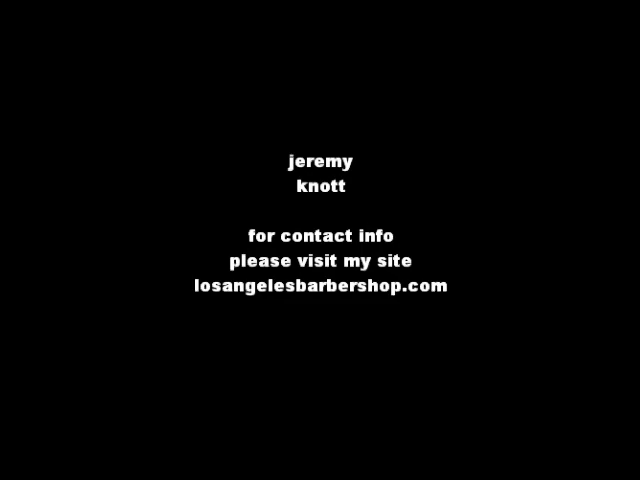 jeremy
knott
for contact info
please visit my site
losangelesbarbershop.com